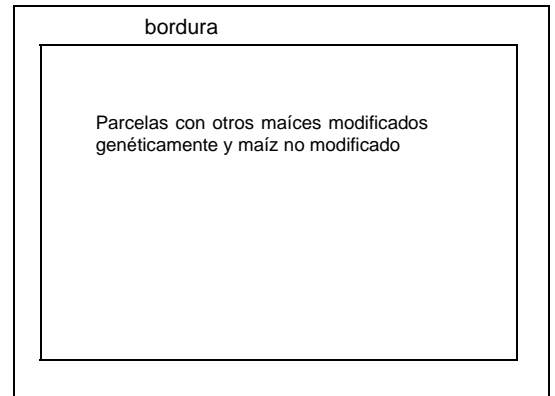 bordura
Parcelas con otros maíces modificados
genéticamente y maíz no modificado